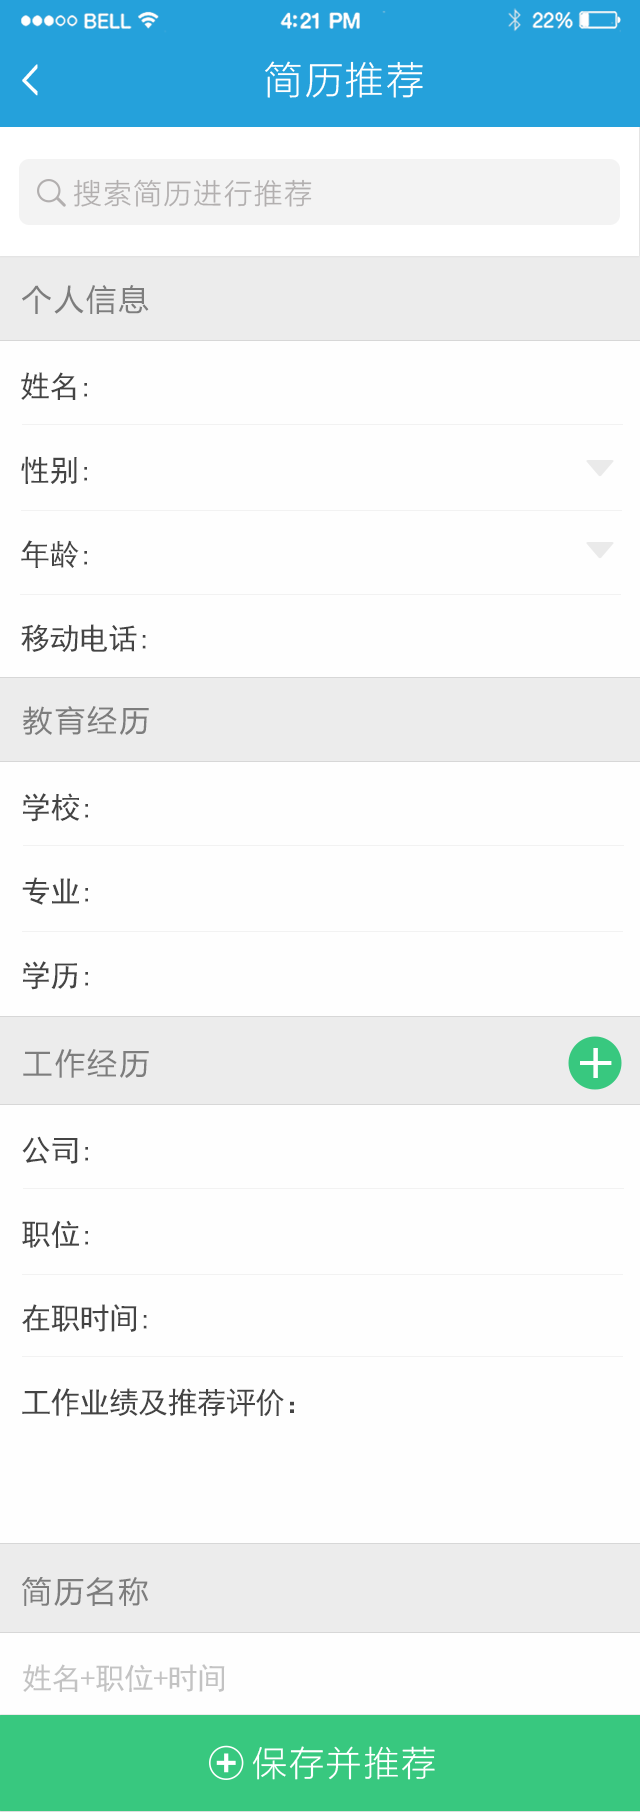 BELL 4:21 PM 22%
简历推荐
搜索简历进行推荐
个人信息
姓名:
性别:
年龄:
移动电话:
教育经历
学校:
专业:
学历:
工作经历
公司:
职位:
在职时间:
工作业绩及推荐评价：
简历名称
姓名+职位+时间
保存并推荐